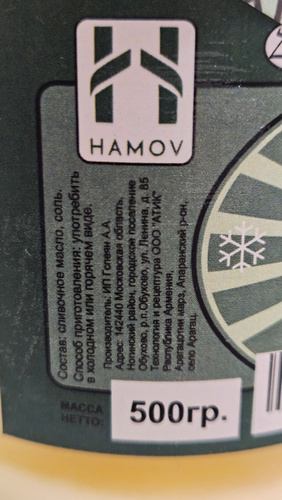 HAMOV
Состав: сливочное масло, соль.
Способ приготовления: употребить
в холодном или горячем виде.
Производитель: ИП Голеян А.А.
Адрес: 142440 Московская область,
Ногинский район, городское поселение
Обухово, р.п.Обухово, ул. Ленина, д. 85
Технология и рецептура ООО "АТИК"
Республика Армения,
Арагацотни марз, Апаранский р-он,
село Арагац.
МАССА
НЕТТО:
500гр.